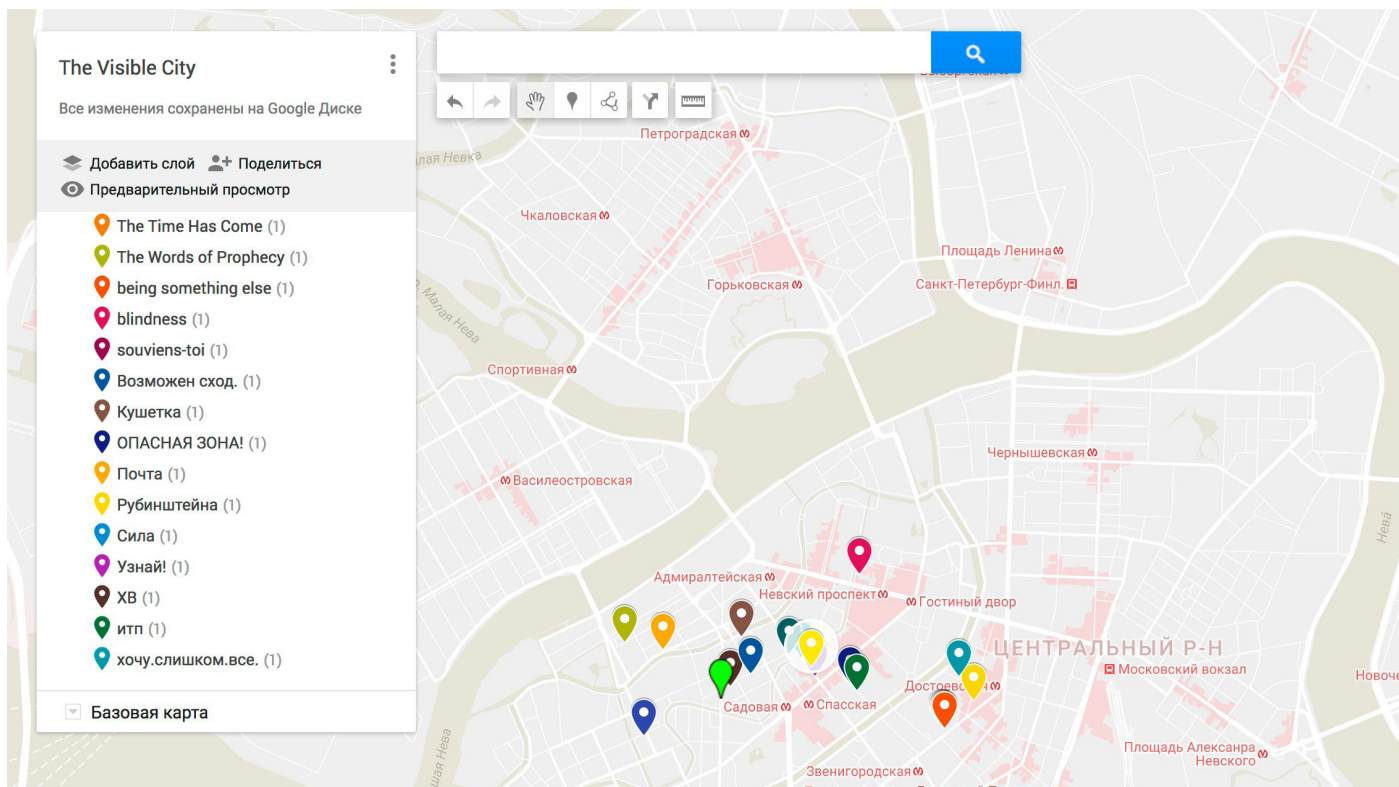 The Visible City
Все изменения сохранены на Google Диске
Добавить слой
Поделиться
Предварительный просмотр
The Time Has Come (1)
The Words of Prophecy (1)
being something else (1)
blindness (1)
souviens-toi (1)
Возможен сход. (1)
Кушетка (1)
ОПАСНАЯ ЗОНА! (1)
Почта (1)
Рубинштейна (1)
Сила (1)
Узнай! (1)
ХВ (1)
итп (1)
хочу.слишком.все. (1)
Базовая карта
Петроградская
Невка
Чкаловская
Площадь Ленина
Горьковская
Санкт-Петербург-Финл.
Малая Нева
Спортивная
Чернышевская
Василеостровская
Нева́
Адмиралтейская
Невский проспект
Гостиный двор
ЦЕНТРАЛЬНЫЙ Р-Н
Московский вокзал
Новоче
Садовая
Спасская
Площадь Алексанра
Невского
Нева
Звенигородская